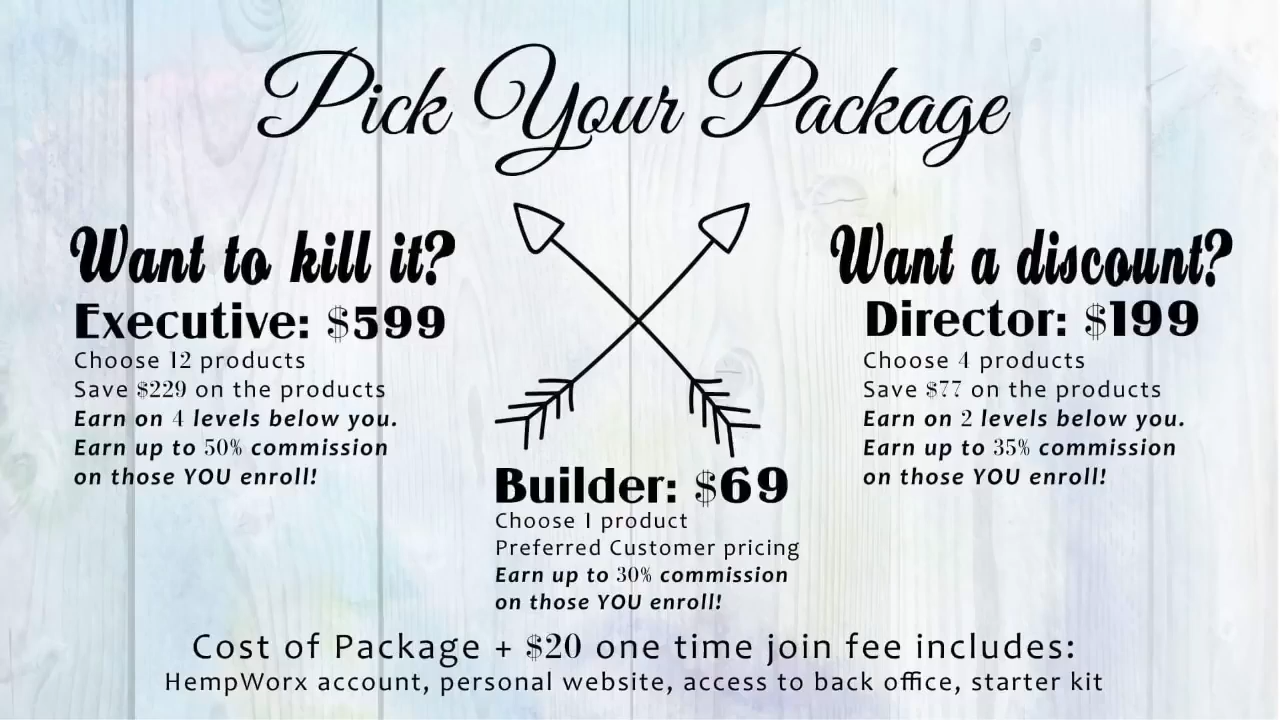 Pick Your Package
Want to kill it?
Executive: $599
Choose 12 products
Save $229 on the products
Earn on 4 levels below you.
Earn up to 50% commission
on those YOU enroll!
Builder: $69
Choose 1 product
Preferred Customer pricing
Earn up to 30% commission
on those YOU enroll!
Want a discount?
Director: $199
Choose 4 products
Save $77 on the products
Earn on 2 levels below you.
Earn up to 35% commission
on those YOU enroll!
Cost of Package + $20 one time join fee includes:
HempWorx account, personal website, access to back office, starter kit